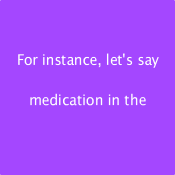 For instance, let's say
medication in the